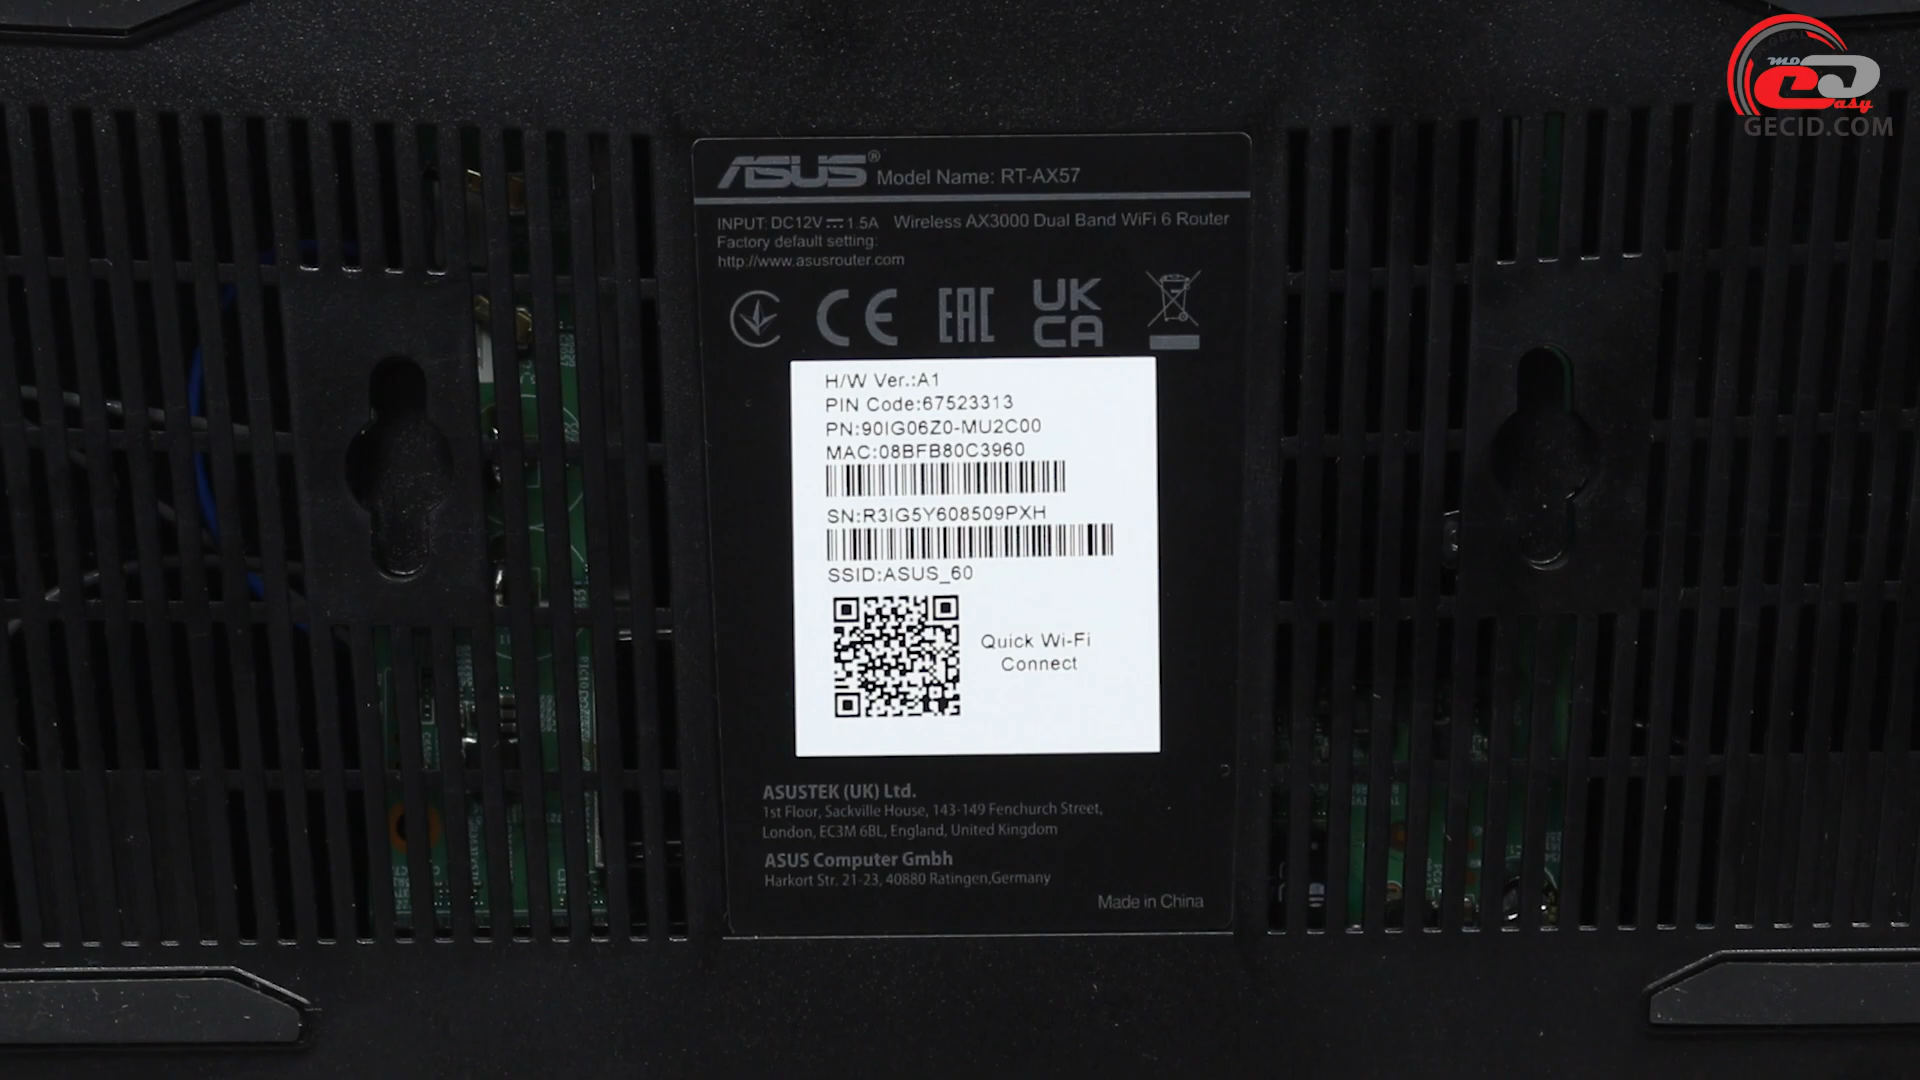 GECID.COM
ASUS® Model Name: RT-AX57
INPUT: DC12V⎓1.5A Wireless AX3000 Dual Band WiFi 6 Router
Factory default setting:
http://www.asusrouter.com
CE EAC UK
CA
H/W Ver.:A1
PIN Code:67523313
PN:90IG06Z0-MU2C00
MAC:08BFB80C3960
SN:R3IG5Y608509PXH
SSID:ASUS_60
Quick Wi-Fi
Connect
ASUSTEK (UK) Ltd.
1st Floor, Sackville House, 143-149 Fenchurch Street,
London, EC3M 6BL, England, United Kingdom
ASUS Computer Gmbh
Harkort Str. 21-23, 40880 Ratingen,Germany
Made in China